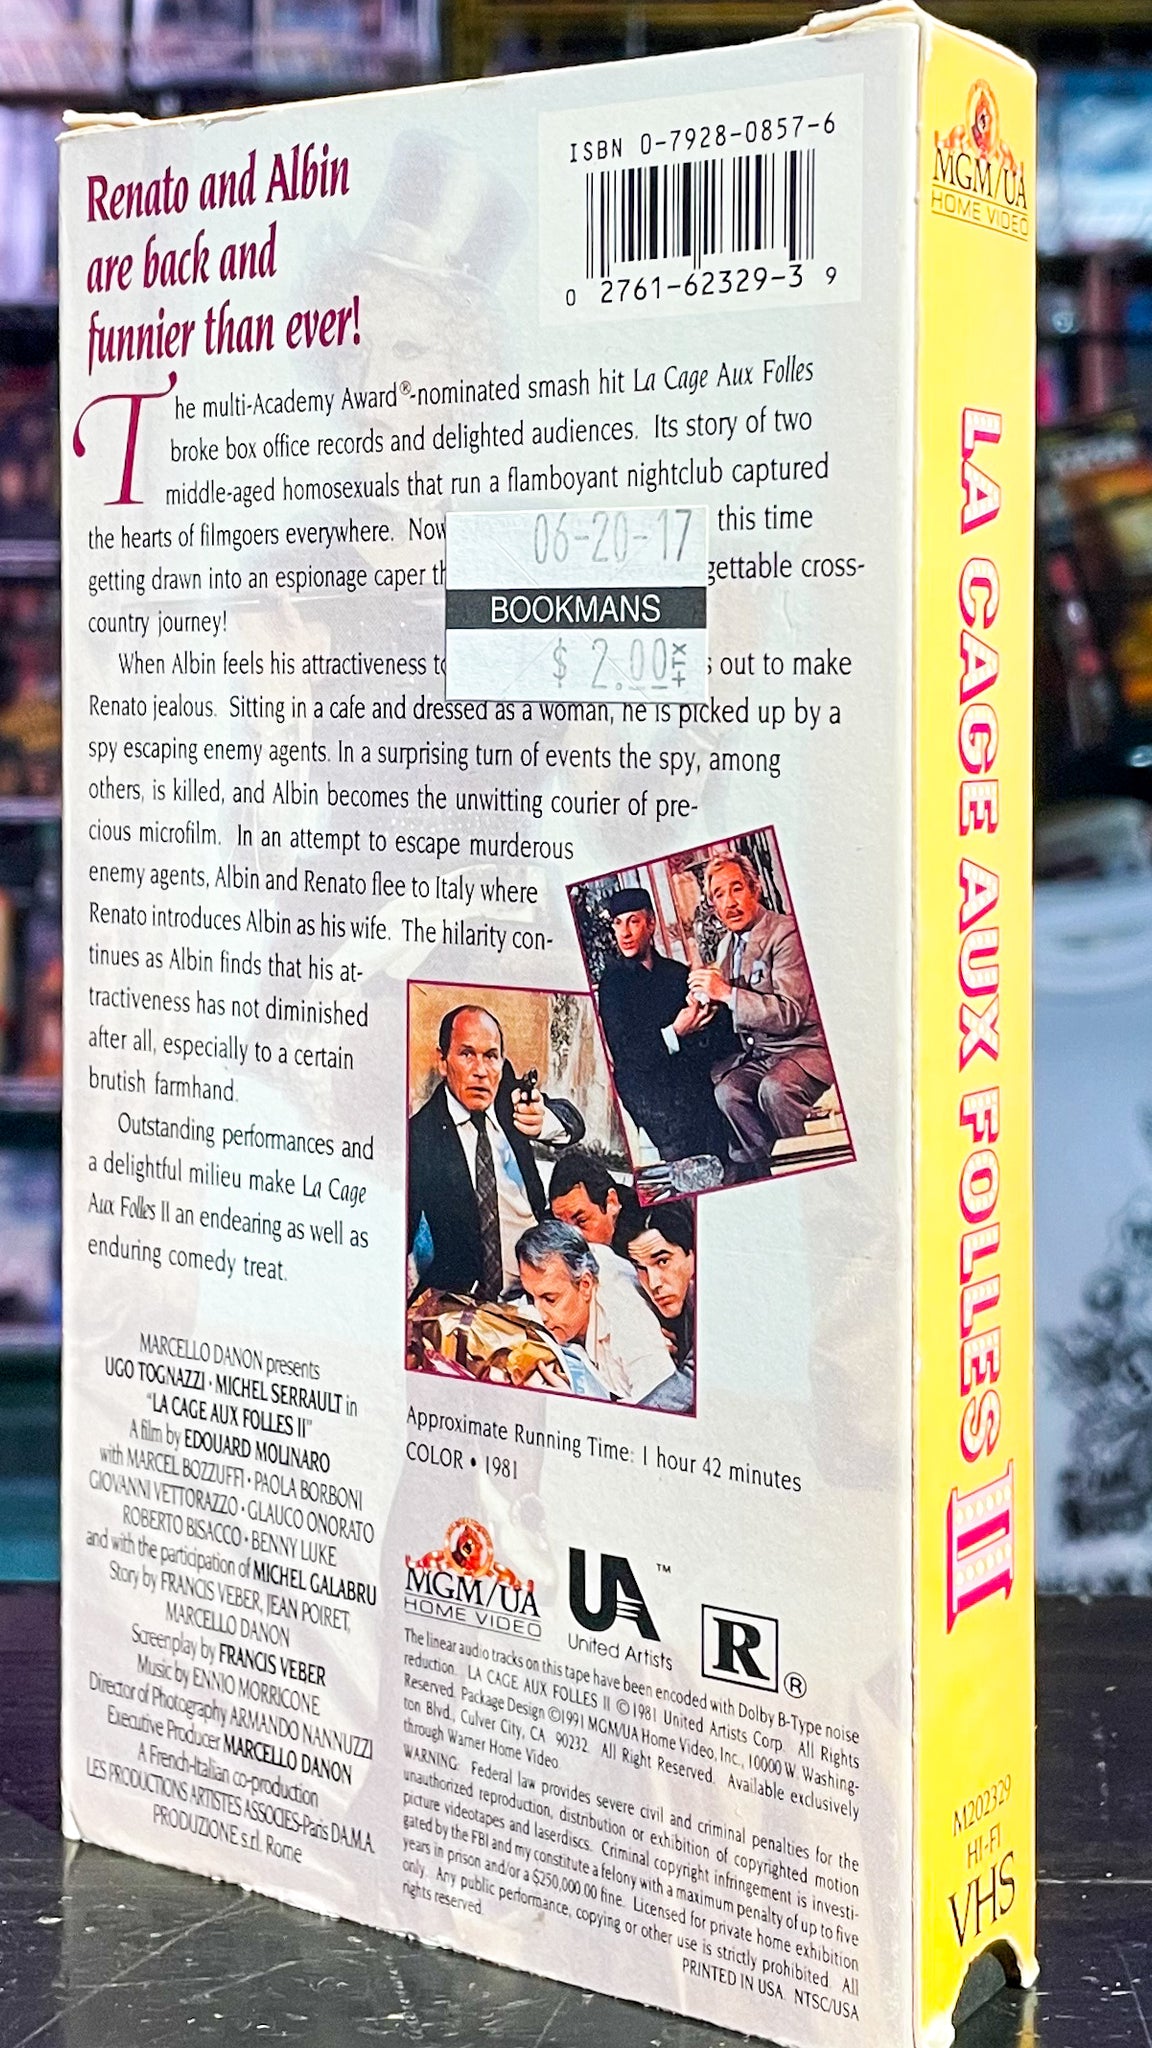 Renato and Albin
are back and
funnier than ever!
ISBN 0-7928-0857-6
0 2761-62329-3 9
The multi-Academy Award®-nominated smash hit La Cage Aux Folles
broke box office records and delighted audiences. Its story of two
middle-aged homosexuals that run a flamboyant nightclub captured
the hearts of filmgoers everywhere. Now this time
getting drawn into an espionage caper th gettable cross-
country journey!
When Albin feels his attractiveness to s out to make
Renato jealous. Sitting in a cafe and dressed as a woman, he is picked up by a
spy escaping enemy agents. In a surprising turn of events the spy, among
others, is killed, and Albin becomes the unwitting courier of pre-
cious microfilm. In an attempt to escape murderous
enemy agents, Albin and Renato flee to Italy where
Renato introduces Albin as his wife. The hilarity con-
tinues as Albin finds that his at-
tractiveness has not diminished
after all, especially to a certain
brutish farmhand.
Outstanding performances and
a delightful milieu make La Cage
Aux Folles II an endearing as well as
enduring comedy treat.
06-20-17
BOOKMANS
$ 2.00
+TX
MARCELLO DANON presents
UGO TOGNAZZI • MICHEL SERRAULT in
"LA CAGE AUX FOLLES II"
A film by EDOUARD MOLINARO
with MARCEL BOZZUFFI • PAOLA BORBONI
GIOVANNI VETTORAZZO • GLAUCO ONORATO
ROBERTO BISACCO • BENNY LUKE
and with the participation of MICHEL GALABRU
Story by FRANCIS VEBER, JEAN POIRET,
MARCELLO DANON
Screenplay by FRANCIS VEBER
Music by ENNIO MORRICONE
Director of Photography ARMANDO NANNUZZI
Executive Producer MARCELLO DANON
A French-Italian co-production
LES PRODUCTIONS ARTISTES ASSOCIES-Paris DA.M.A.
PRODUZIONE s.r.l. Rome
Approximate Running Time: 1 hour 42 minutes
COLOR • 1981
MGM/UA
HOME VIDEO
UA™
United Artists
R®
The linear audio tracks on this tape have been encoded with Dolby B-Type noise
reduction. LA CAGE AUX FOLLES II ©1981 United Artists Corp. All Rights
Reserved. Package Design ©1991 MGM/UA Home Video, Inc., 10000 W. Washing-
ton Blvd., Culver City, CA 90232. All Right Reserved. Available exclusively
through Warner Home Video.
WARNING: Federal law provides severe civil and criminal penalties for the
unauthorized reproduction, distribution or exhibition of copyrighted motion
picture videotapes and laserdiscs. Criminal copyright infringement is investi-
gated by the FBI and my constitute a felony with a maximum penalty of up to five
years in prison and/or a $250,000.00 fine. Licensed for private home exhibition
only. Any public performance, copying or other use is strictly prohibited. All
rights reserved.
PRINTED IN USA. NTSC/USA
MGM/UA
HOME VIDEO
LA CAGE AUX FOLLES II
M202329
HI-FI
VHS